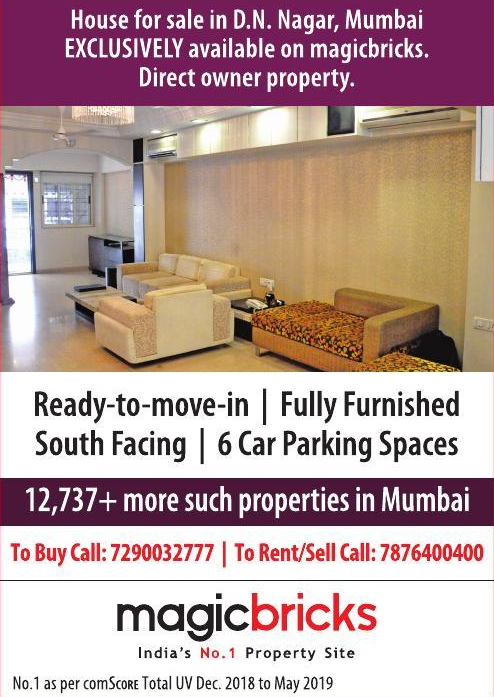 House for sale in D.N. Nagar, Mumbai
EXCLUSIVELY available on magicbricks.
Direct owner property.
Ready-to-move-in | Fully Furnished
South Facing | 6 Car Parking Spaces
12,737+ more such properties in Mumbai
To Buy Call: 7290032777 | To Rent/Sell Call: 7876400400
magicbricks
India's No.1 Property Site
No.1 as per comScore Total UV Dec. 2018 to May 2019